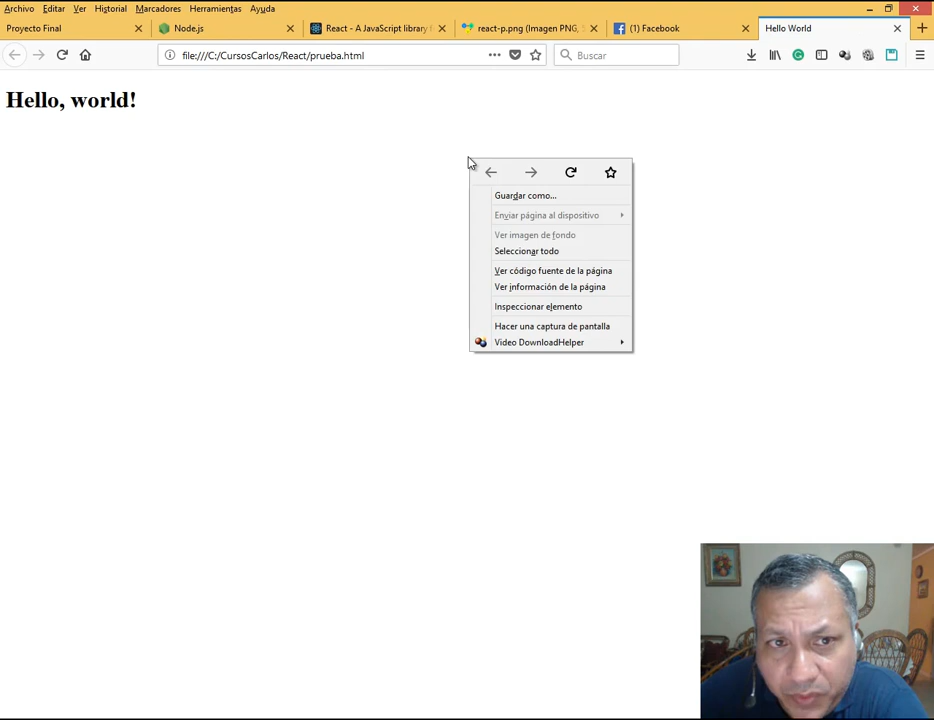 Archivo Editar Ver Historial Marcadores Herramientas Ayuda
Proyecto Final
Node.js
React - A JavaScript library
react-p.png (Imagen PNG,
(1) Facebook
Hello World
file:///C:/CursosCarlos/React/prueba.html
Buscar
Hello, world!
Guardar como...
Enviar página al dispositivo
Ver imagen de fondo
Seleccionar todo
Ver código fuente de la página
Ver información de la página
Inspeccionar elemento
Hacer una captura de pantalla
Video DownloadHelper